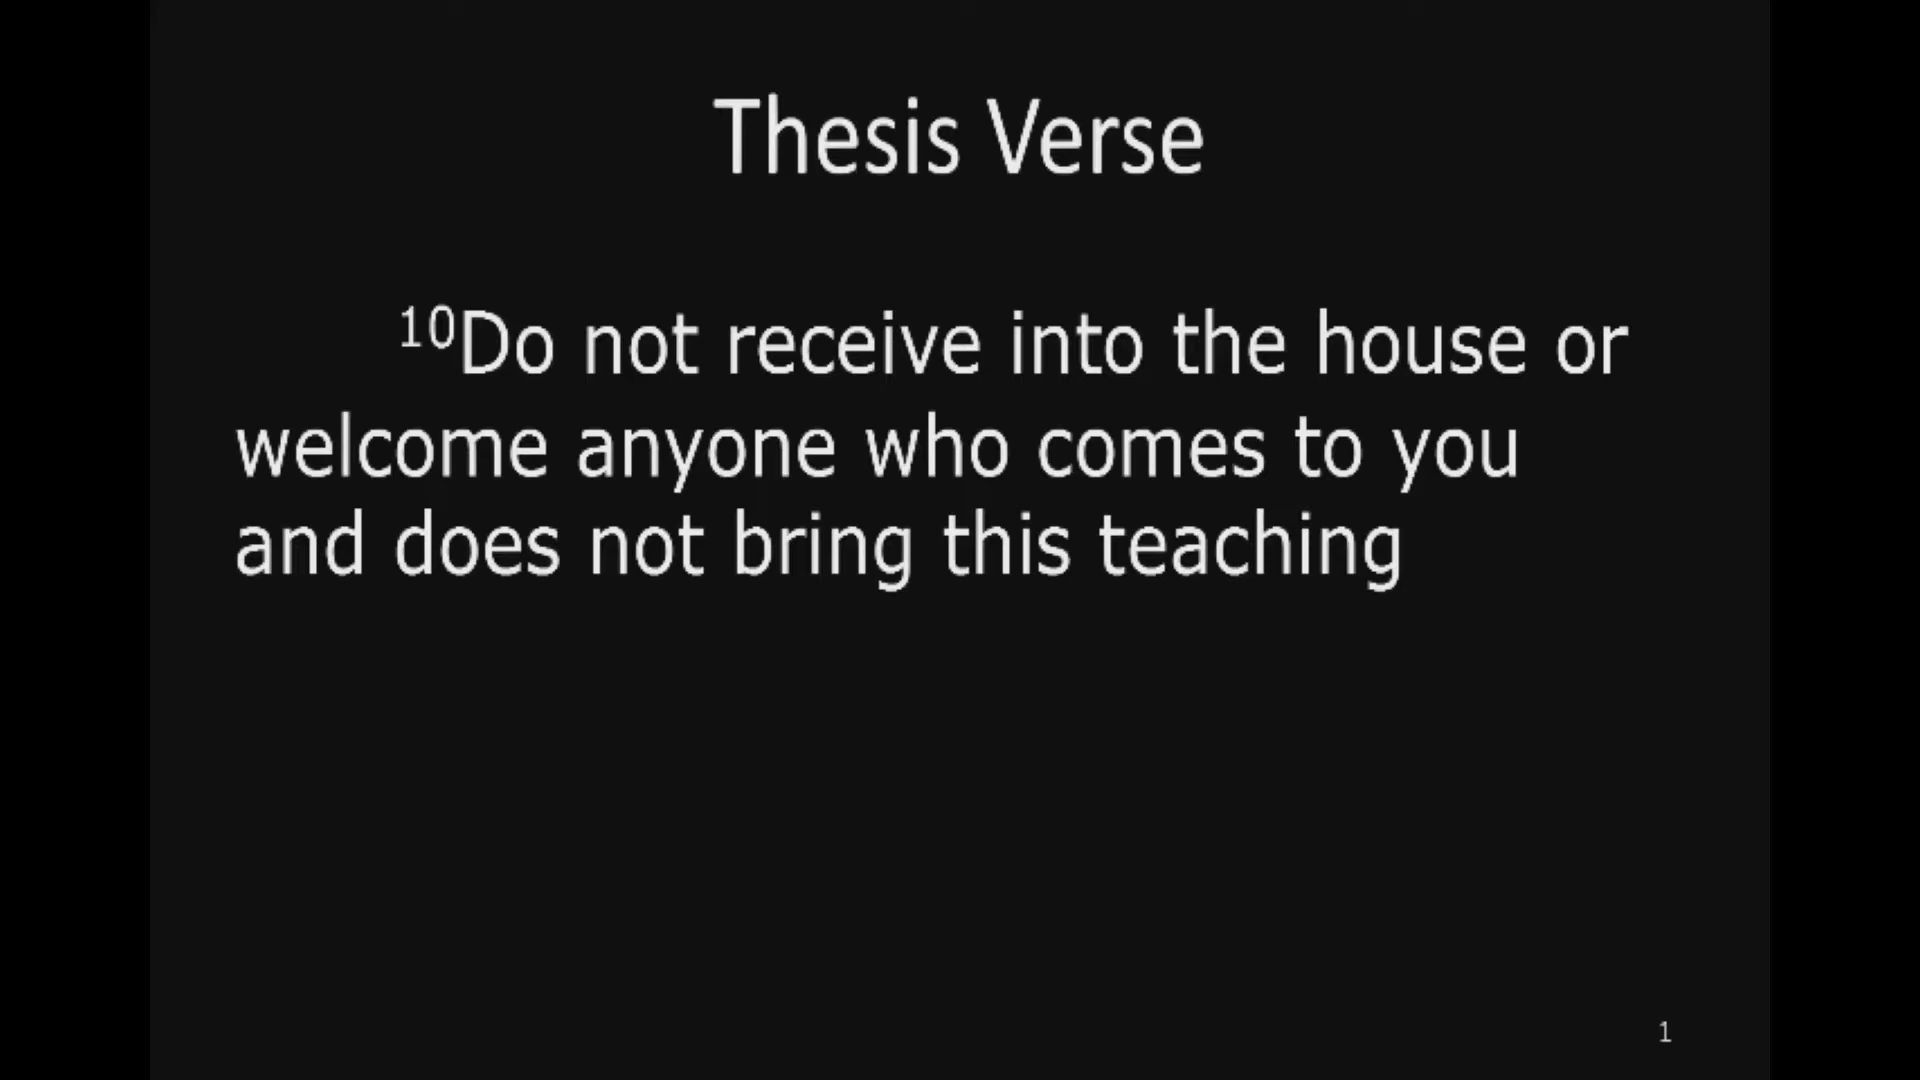 Thesis Verse
10Do not receive into the house or
welcome anyone who comes to you
and does not bring this teaching
1